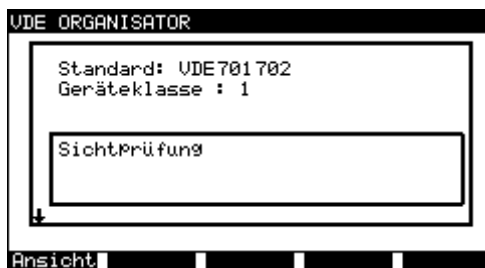 VDE ORGANISATOR
Standard: VDE701702
Geräteklasse : 1
Sichtprüfung
Ansicht